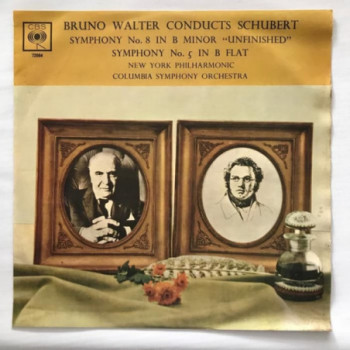 CBS
BRUNO WALTER CONDUCTS SCHUBERT
SYMPHONY No. 8 IN B MINOR "UNFINISHED"
SYMPHONY No. 5 IN B FLAT
NEW YORK PHILHARMONIC
COLUMBIA SYMPHONY ORCHESTRA